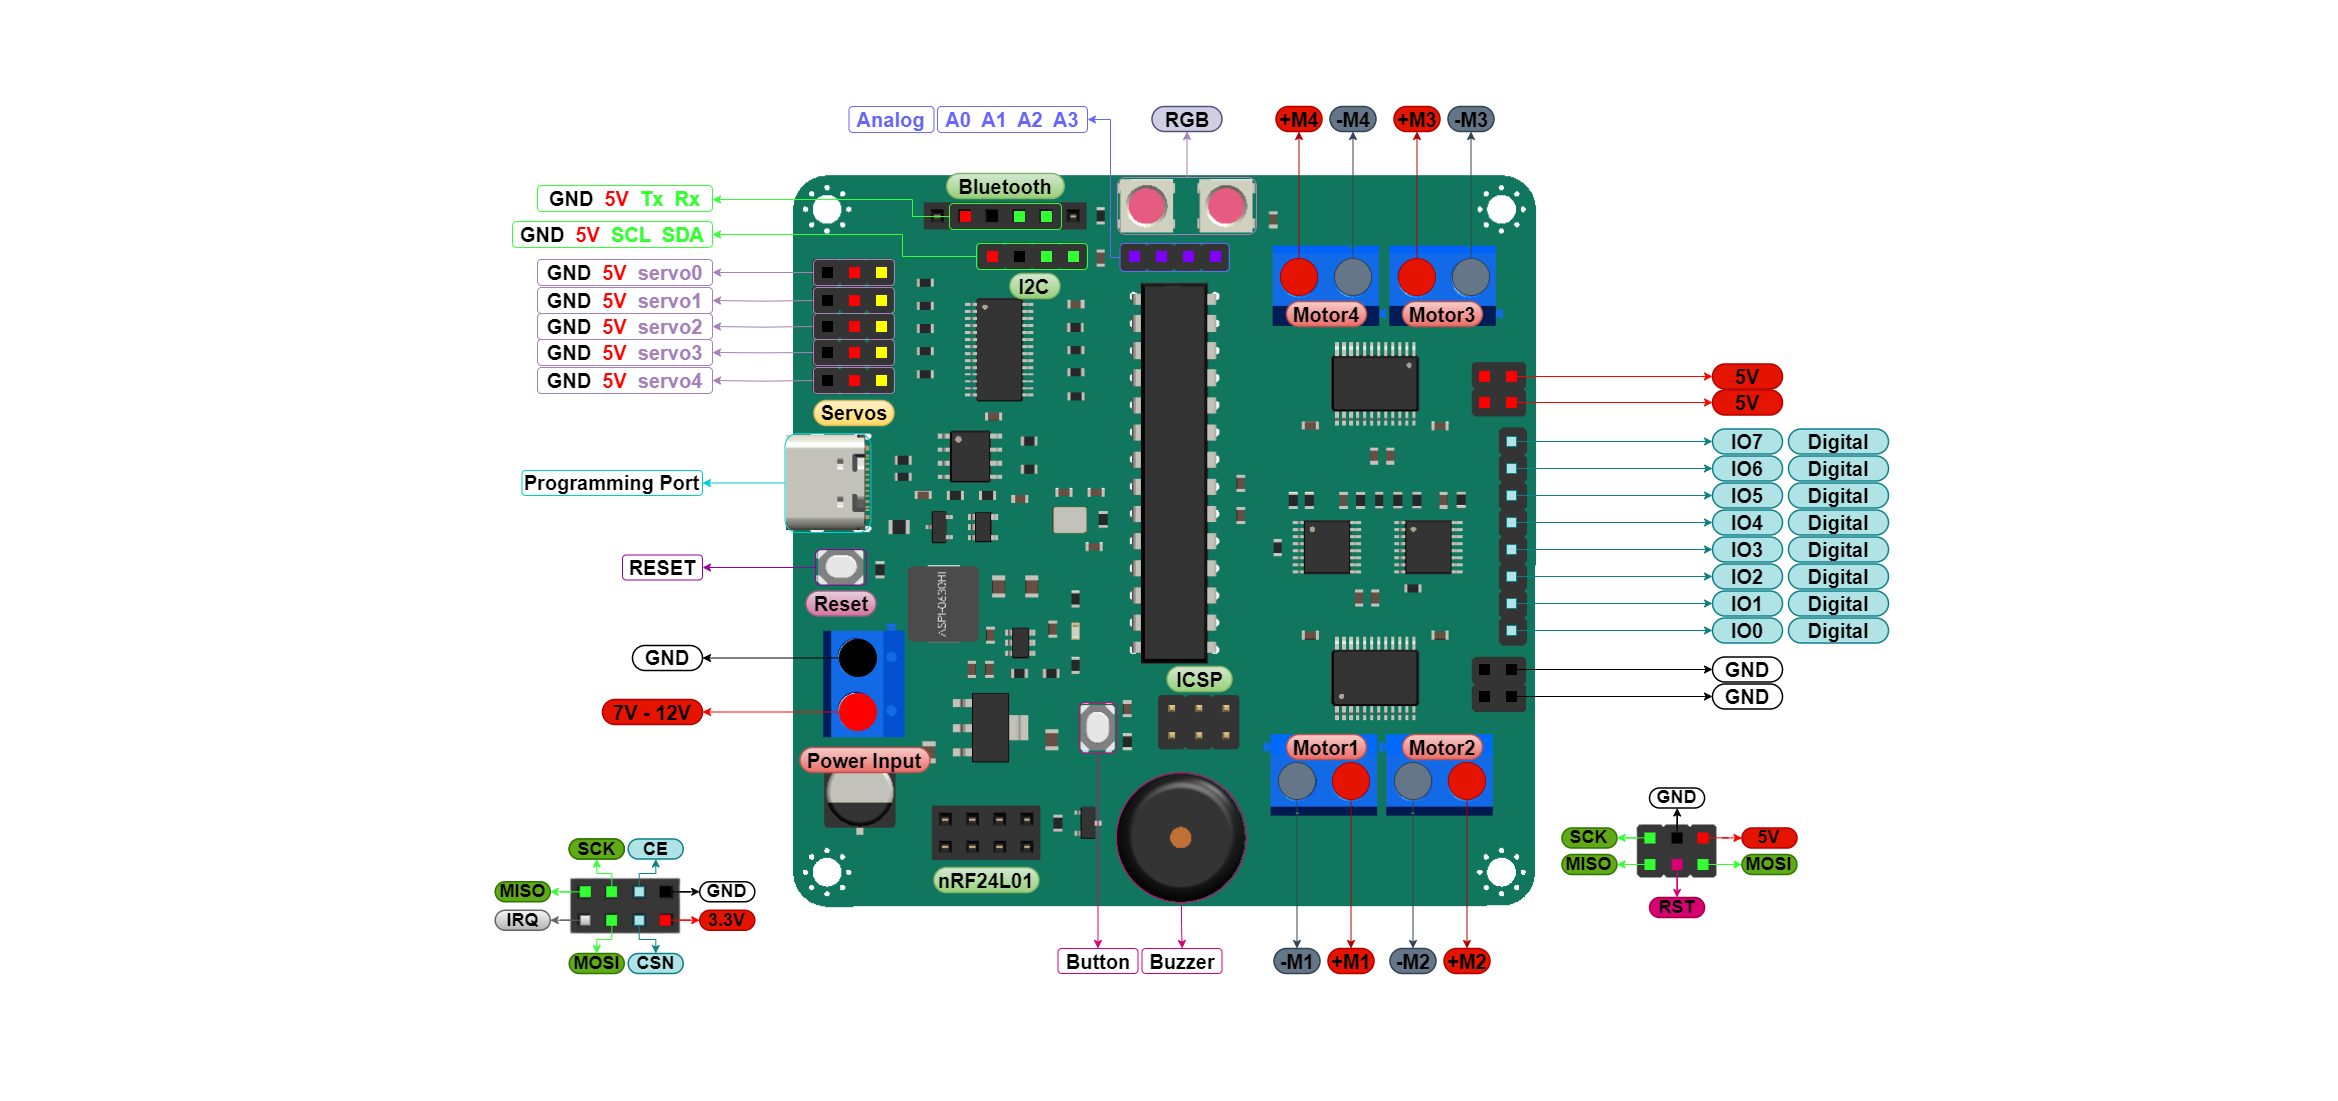 Analog A0 A1 A2 A3
RGB
+M4 -M4 +M3 -M3
Bluetooth
GND 5V Tx Rx
GND 5V SCL SDA
I2C
GND 5V servo0
GND 5V servo1
GND 5V servo2
GND 5V servo3
GND 5V servo4
Servos
Motor4 Motor3
5V
5V
IO7 Digital
IO6 Digital
IO5 Digital
IO4 Digital
IO3 Digital
IO2 Digital
IO1 Digital
IO0 Digital
GND
GND
Programming Port
RESET
Reset
ASPI-0630HI
GND
7V - 12V
Power Input
ICSP
Motor1 Motor2
nRF24L01
SCK CE
MISO GND
IRQ 3.3V
MOSI CSN
Button Buzzer
-M1 +M1 -M2 +M2
GND
SCK 5V
MISO MOSI
RST